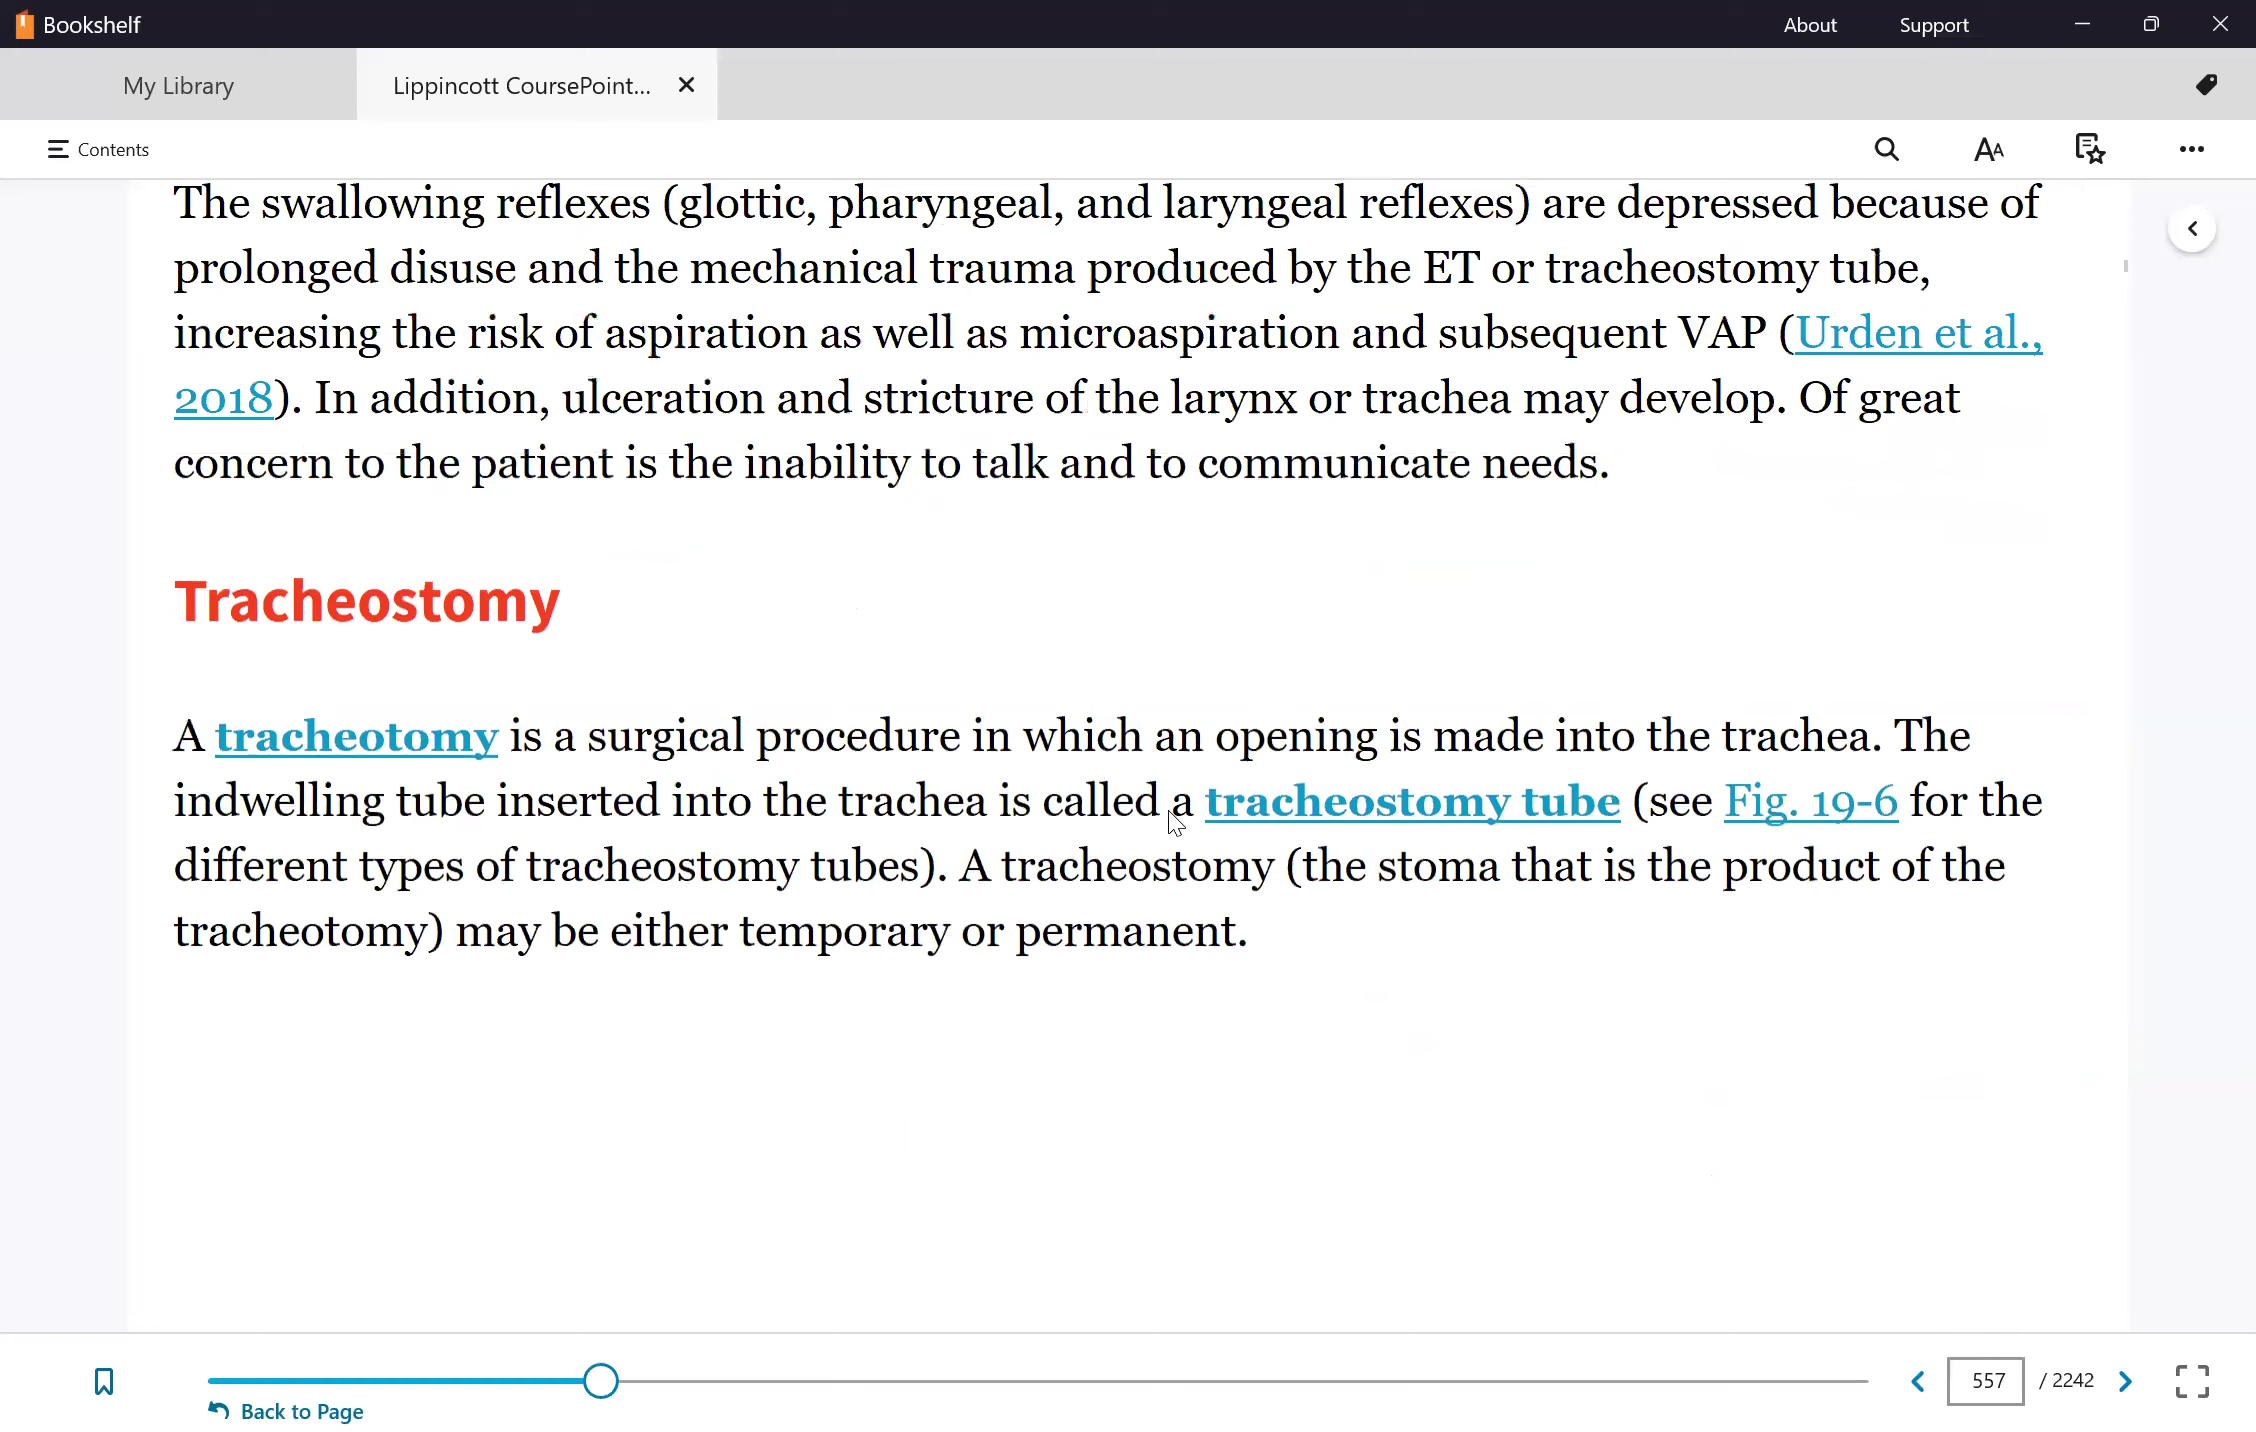 Bookshelf
About
Support
My Library
Lippincott CoursePoint...
Contents
The swallowing reflexes (glottic, pharyngeal, and laryngeal reflexes) are depressed because of
prolonged disuse and the mechanical trauma produced by the ET or tracheostomy tube,
increasing the risk of aspiration as well as microaspiration and subsequent VAP (Urden et al.,
2018). In addition, ulceration and stricture of the larynx or trachea may develop. Of great
concern to the patient is the inability to talk and to communicate needs.
Tracheostomy
A tracheotomy is a surgical procedure in which an opening is made into the trachea. The
indwelling tube inserted into the trachea is called a tracheostomy tube (see Fig. 19-6 for the
different types of tracheostomy tubes). A tracheostomy (the stoma that is the product of the
tracheotomy) may be either temporary or permanent.
557 / 2242
Back to Page